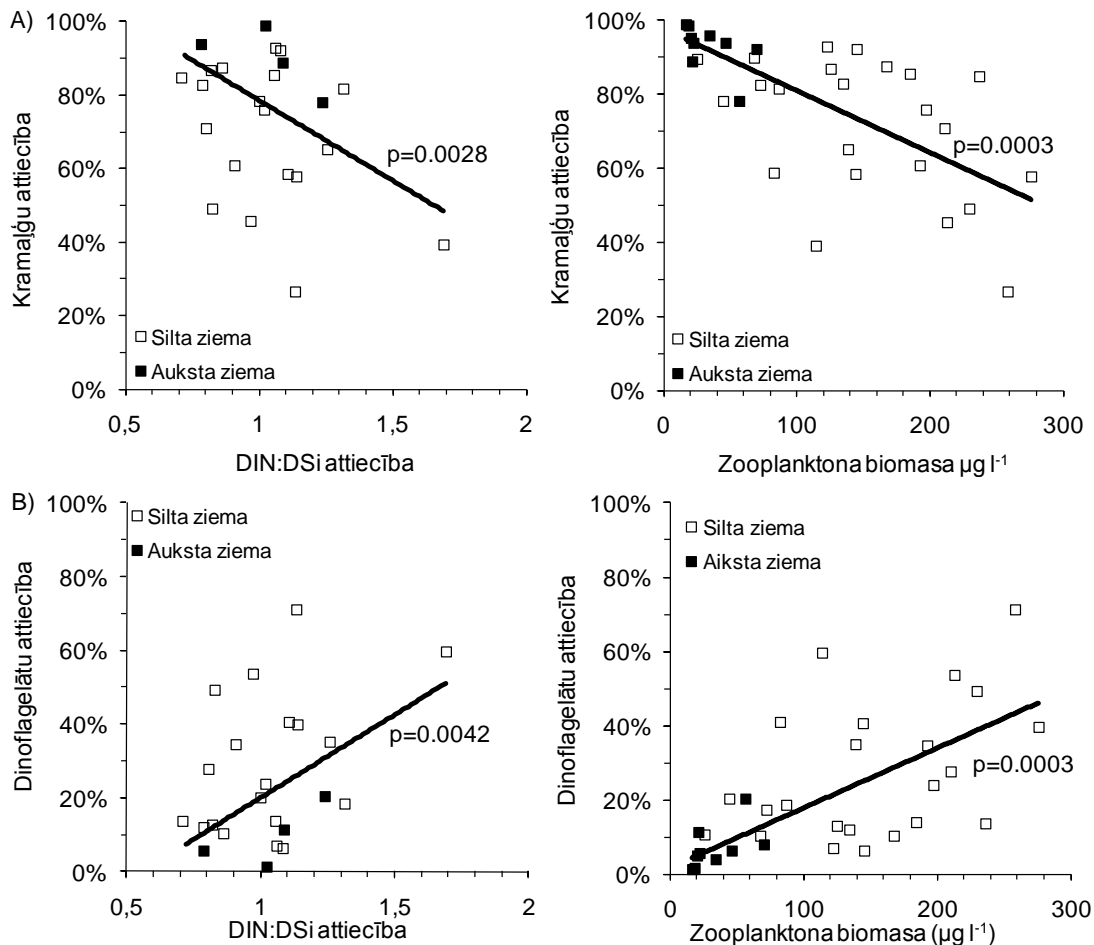 A)
Kramaļģu attiecība
100%
80%
60%
40%
20%
0%
p=0.0028
Silta ziema
Auksta ziema
0,5
1
1,5
2
DIN:DSi attiecība
Kramaļģu attiecība
100%
80%
60%
40%
20%
0%
p=0.0003
Silta ziema
Auksta ziema
0
100
200
300
Zooplanktona biomasa µg l-1
B)
Dinoflagelātu attiecība
100%
80%
60%
40%
20%
0%
Silta ziema
Auksta ziema
p=0.0042
0,5
1
1,5
2
DIN:DSi attiecība
Dinoflagelātu attiecība
100%
80%
60%
40%
20%
0%
Silta ziema
Aiksta ziema
p=0.0003
0
100
200
300
Zooplanktona biomasa (µg l-1)